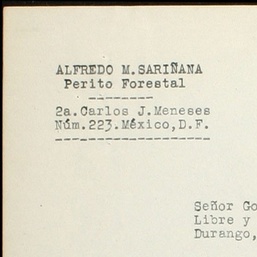 ALFREDO M.SARIÑANA
Perito Forestal
2a.Carlos J.Meneses
Núm.223.México,D.F.
Señor Go
Libre y
Durango,